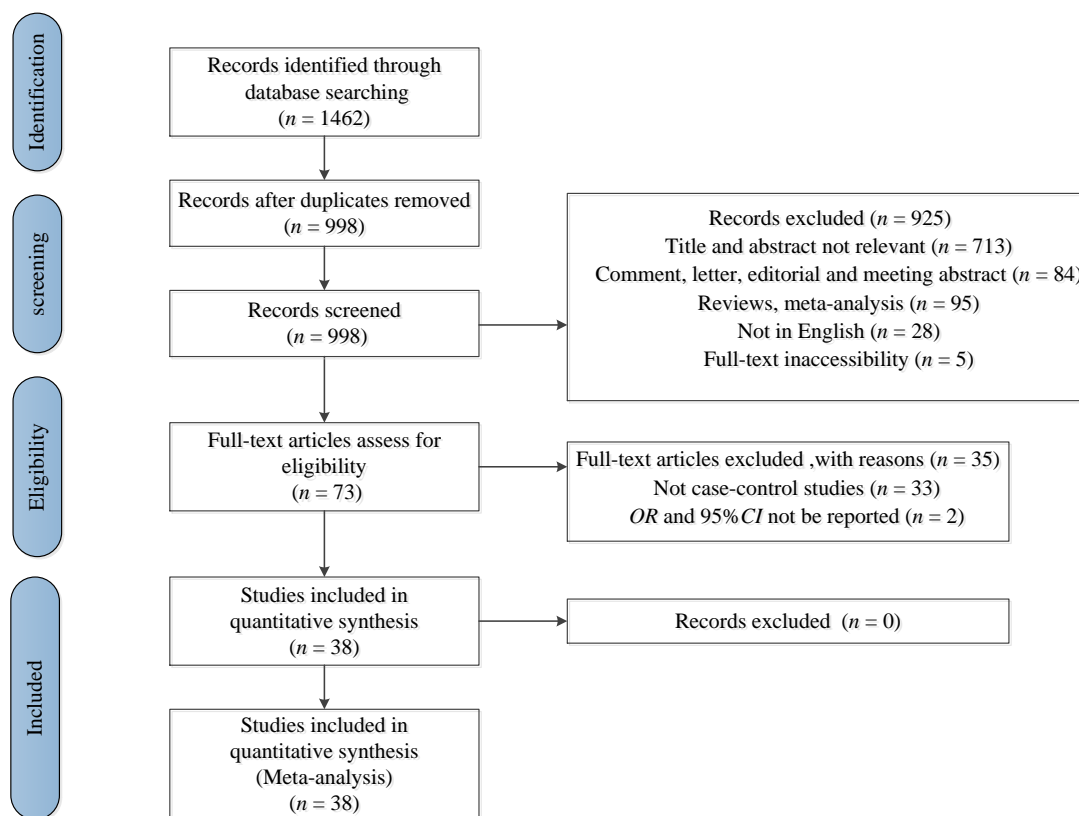 Identification
Records identified through
database searching
(n = 1462)
screening
Records after duplicates removed
(n = 998)
Records screened
(n = 998)
Records excluded (n = 925)
Title and abstract not relevant (n = 713)
Comment, letter, editorial and meeting abstract (n = 84)
Reviews, meta-analysis (n = 95)
Not in English (n = 28)
Full-text inaccessibility (n = 5)
Eligibility
Full-text articles assess for
eligibility
(n = 73)
Full-text articles excluded ,with reasons (n = 35)
Not case-control studies (n = 33)
OR and 95%CI not be reported (n = 2)
Included
Studies included in
quantitative synthesis
(n = 38)
Records excluded (n = 0)
Studies included in
quantitative synthesis
(Meta-analysis)
(n = 38)